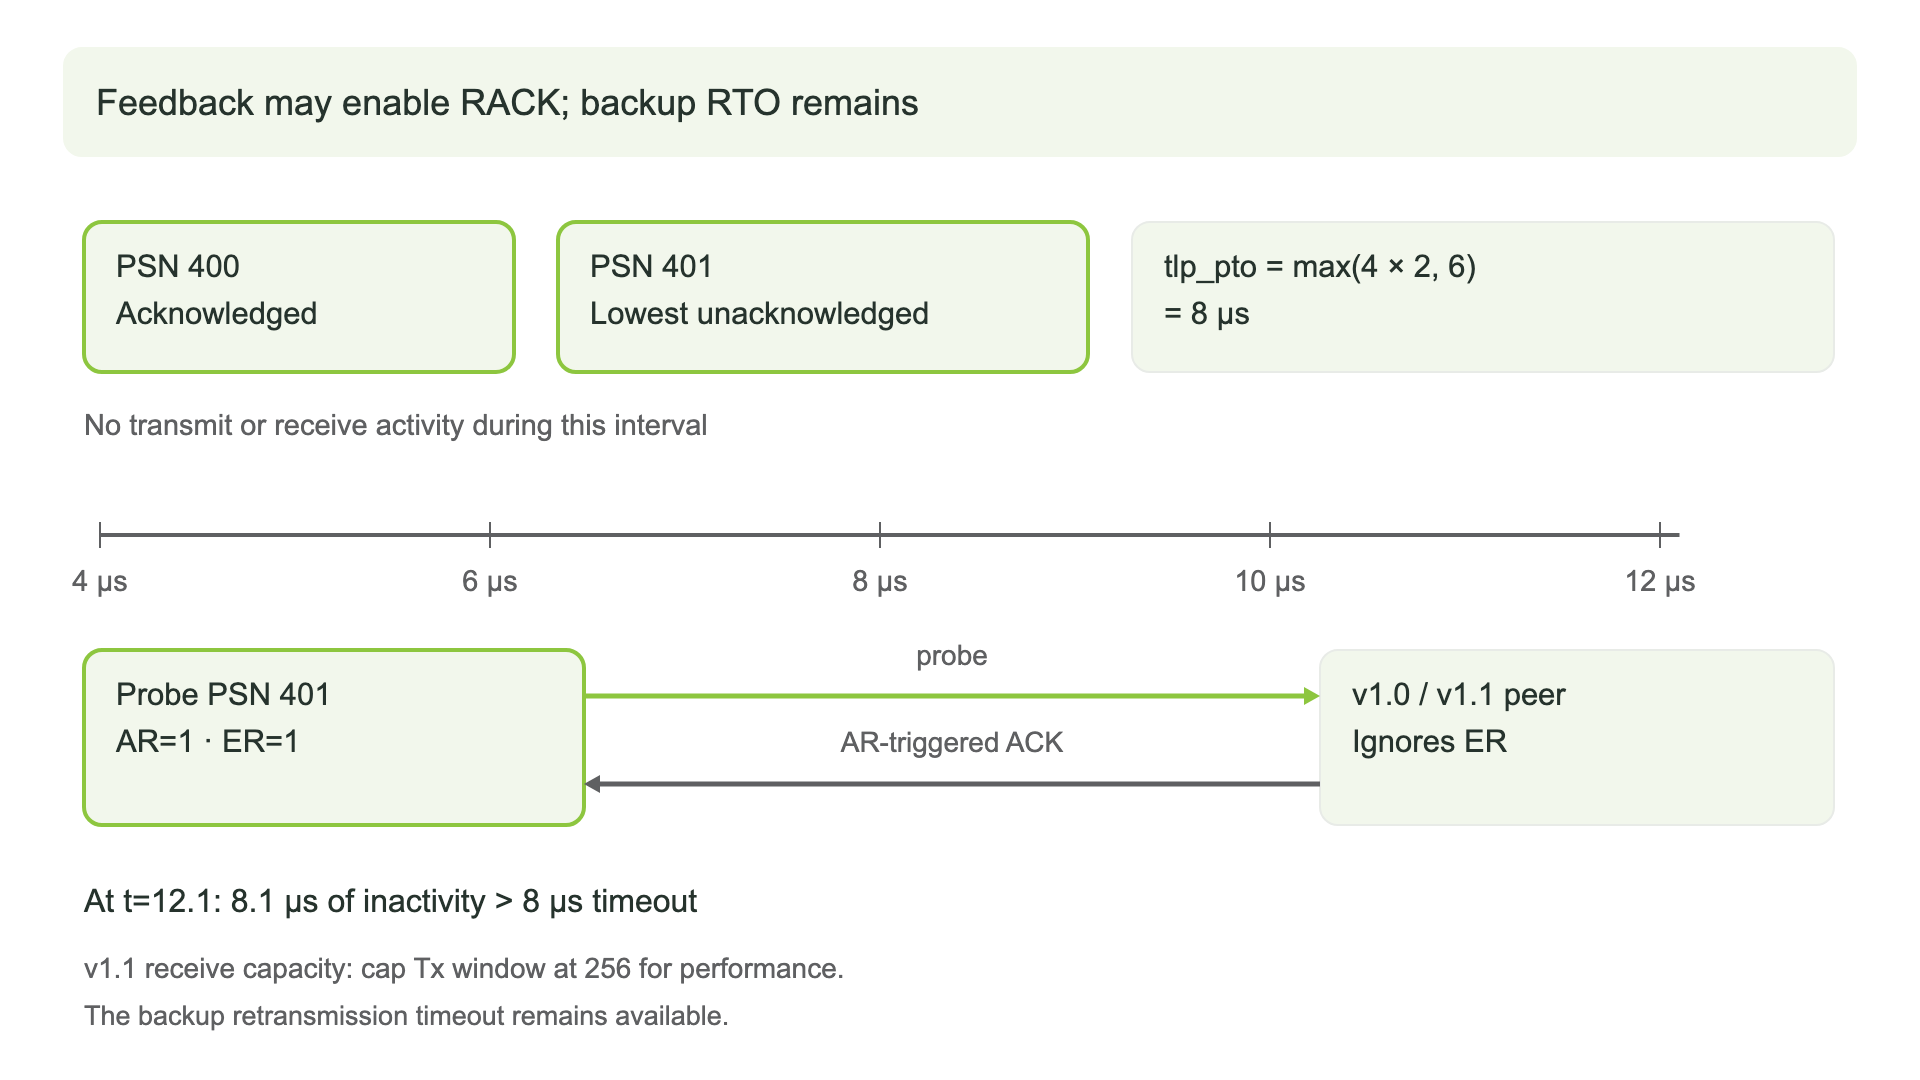 Feedback may enable RACK; backup RTO remains
PSN 400
Acknowledged
PSN 401
Lowest unacknowledged
tlp_pto = max(4 × 2, 6)
= 8 μs
No transmit or receive activity during this interval
4 μs
6 μs
8 μs
10 μs
12 μs
Probe PSN 401
AR=1 · ER=1
probe
AR-triggered ACK
v1.0 / v1.1 peer
Ignores ER
At t=12.1: 8.1 μs of inactivity > 8 μs timeout
v1.1 receive capacity: cap Tx window at 256 for performance.
The backup retransmission timeout remains available.